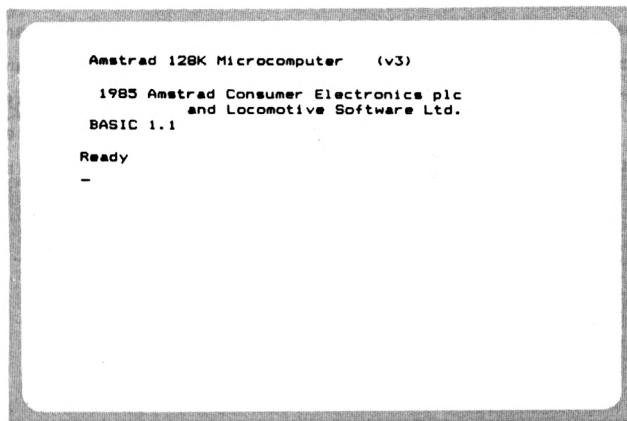 Amstrad 128K Microcomputer (v3)
1985 Amstrad Consumer Electronics plc
and Locomotive Software Ltd.
BASIC 1.1
Ready